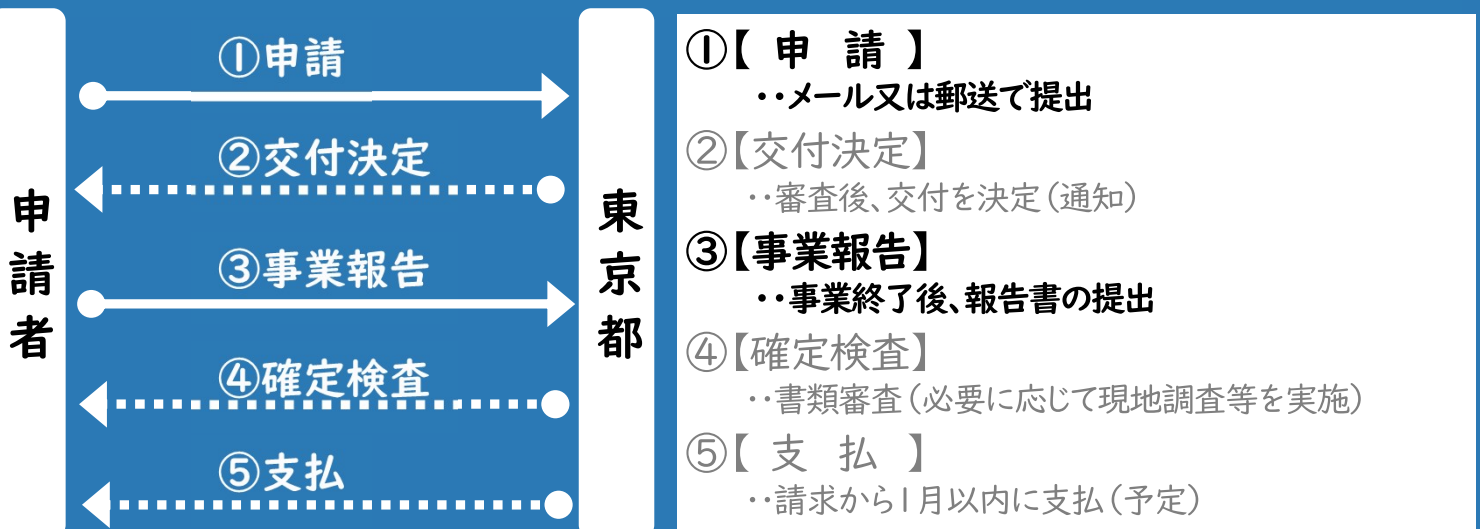 申請者
①申請
②交付決定
③事業報告
④確定検査
⑤支払
東京都
①【 申 請 】
‥メール又は郵送で提出
②【交付決定】
‥審査後、交付を決定(通知)
③【事業報告】
‥事業終了後、報告書の提出
④【確定検査】
‥書類審査(必要に応じて現地調査等を実施)
⑤【 支 払 】
‥請求から1月以内に支払(予定)